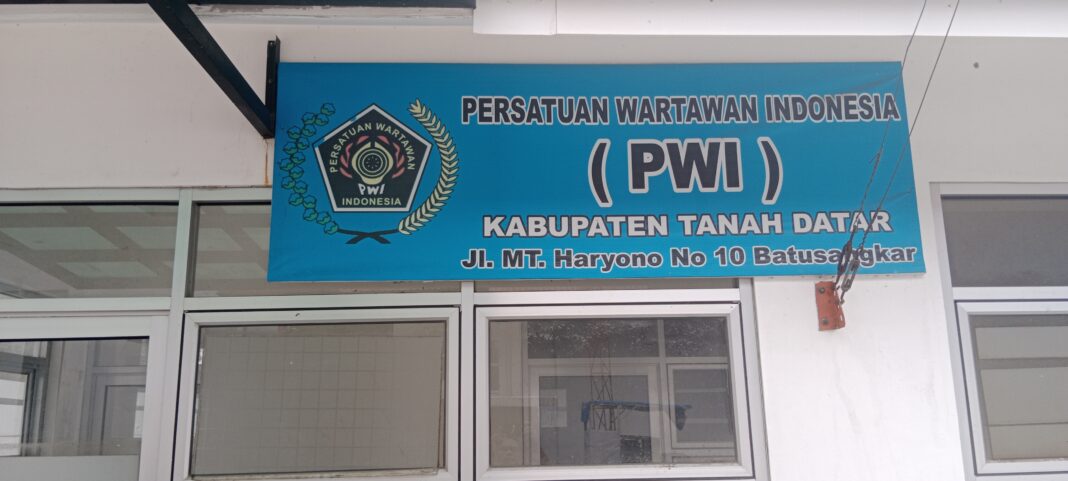 PERSATUAN WARTAWAN
PWI
INDONESIA
PERSATUAN WARTAWAN INDONESIA
( PWI )
KABUPATEN TANAH DATAR
Jl. MT. Haryono No 10 Batusangkar